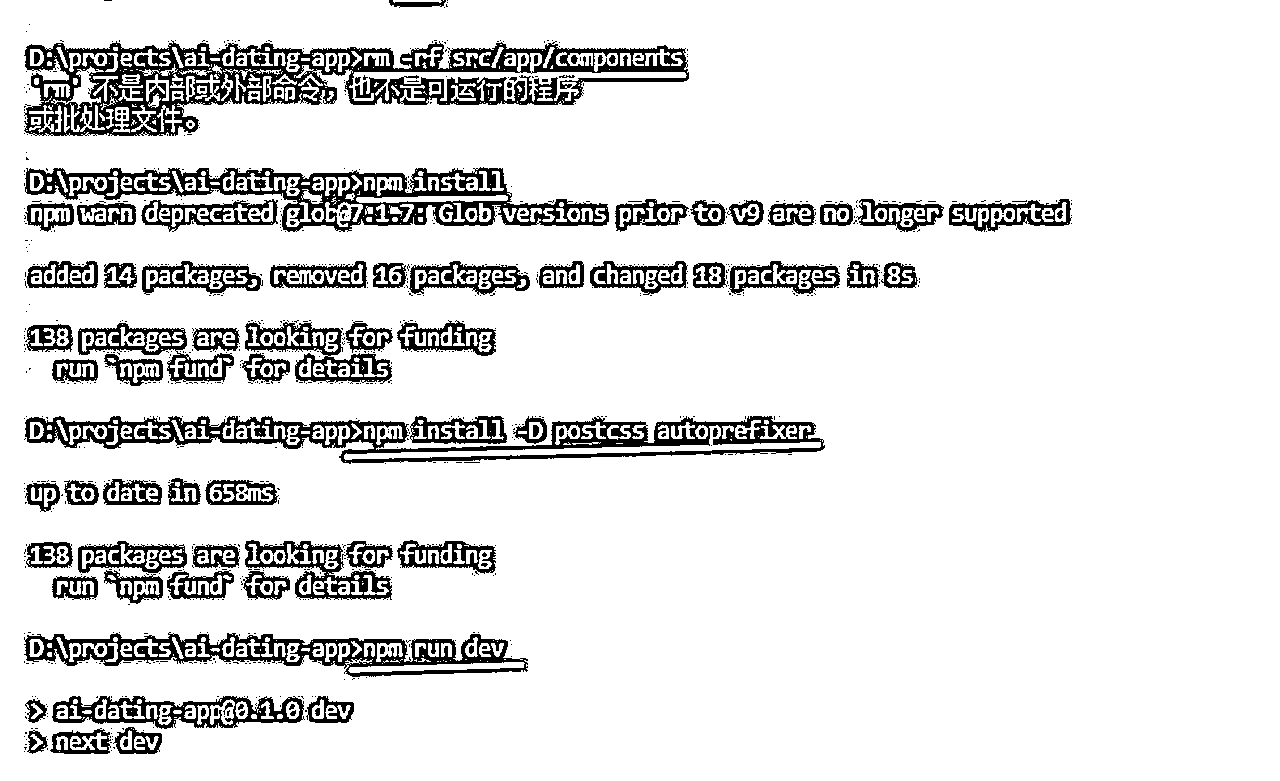 D:\projects\ai-dating-app>rm -rf src/app/components
'rm' 不是内部或外部命令，也不是可运行的程序
或批处理文件。
D:\projects\ai-dating-app>npm install
npm warn deprecated glob@7.1.7: Glob versions prior to v9 are no longer supported
added 14 packages, removed 16 packages, and changed 18 packages in 8s
138 packages are looking for funding
run `npm fund` for details
D:\projects\ai-dating-app>npm install -D postcss autoprefixer
up to date in 658ms
138 packages are looking for funding
run `npm fund` for details
D:\projects\ai-dating-app>npm run dev
> ai-dating-app@0.1.0 dev
> next dev